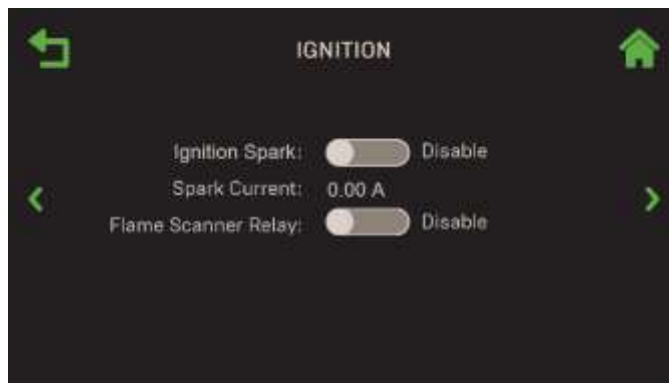 IGNITION
Ignition Spark: Disable
Spark Current: 0.00 A
Flame Scanner Relay: Disable